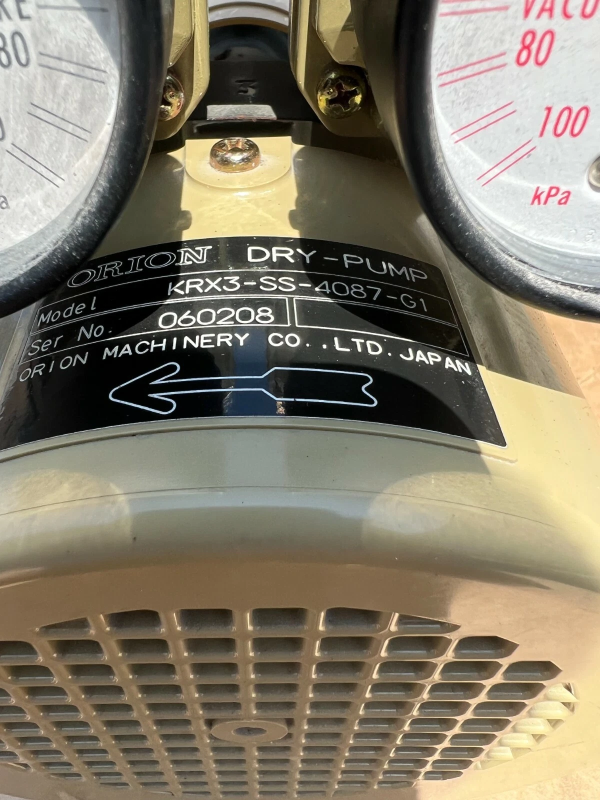 80
VACU
80
100
kPa
ORION DRY-PUMP
Model KRX3-SS-4087-G1
Ser No. 060208
ORION MACHINERY CO.,LTD. JAPAN